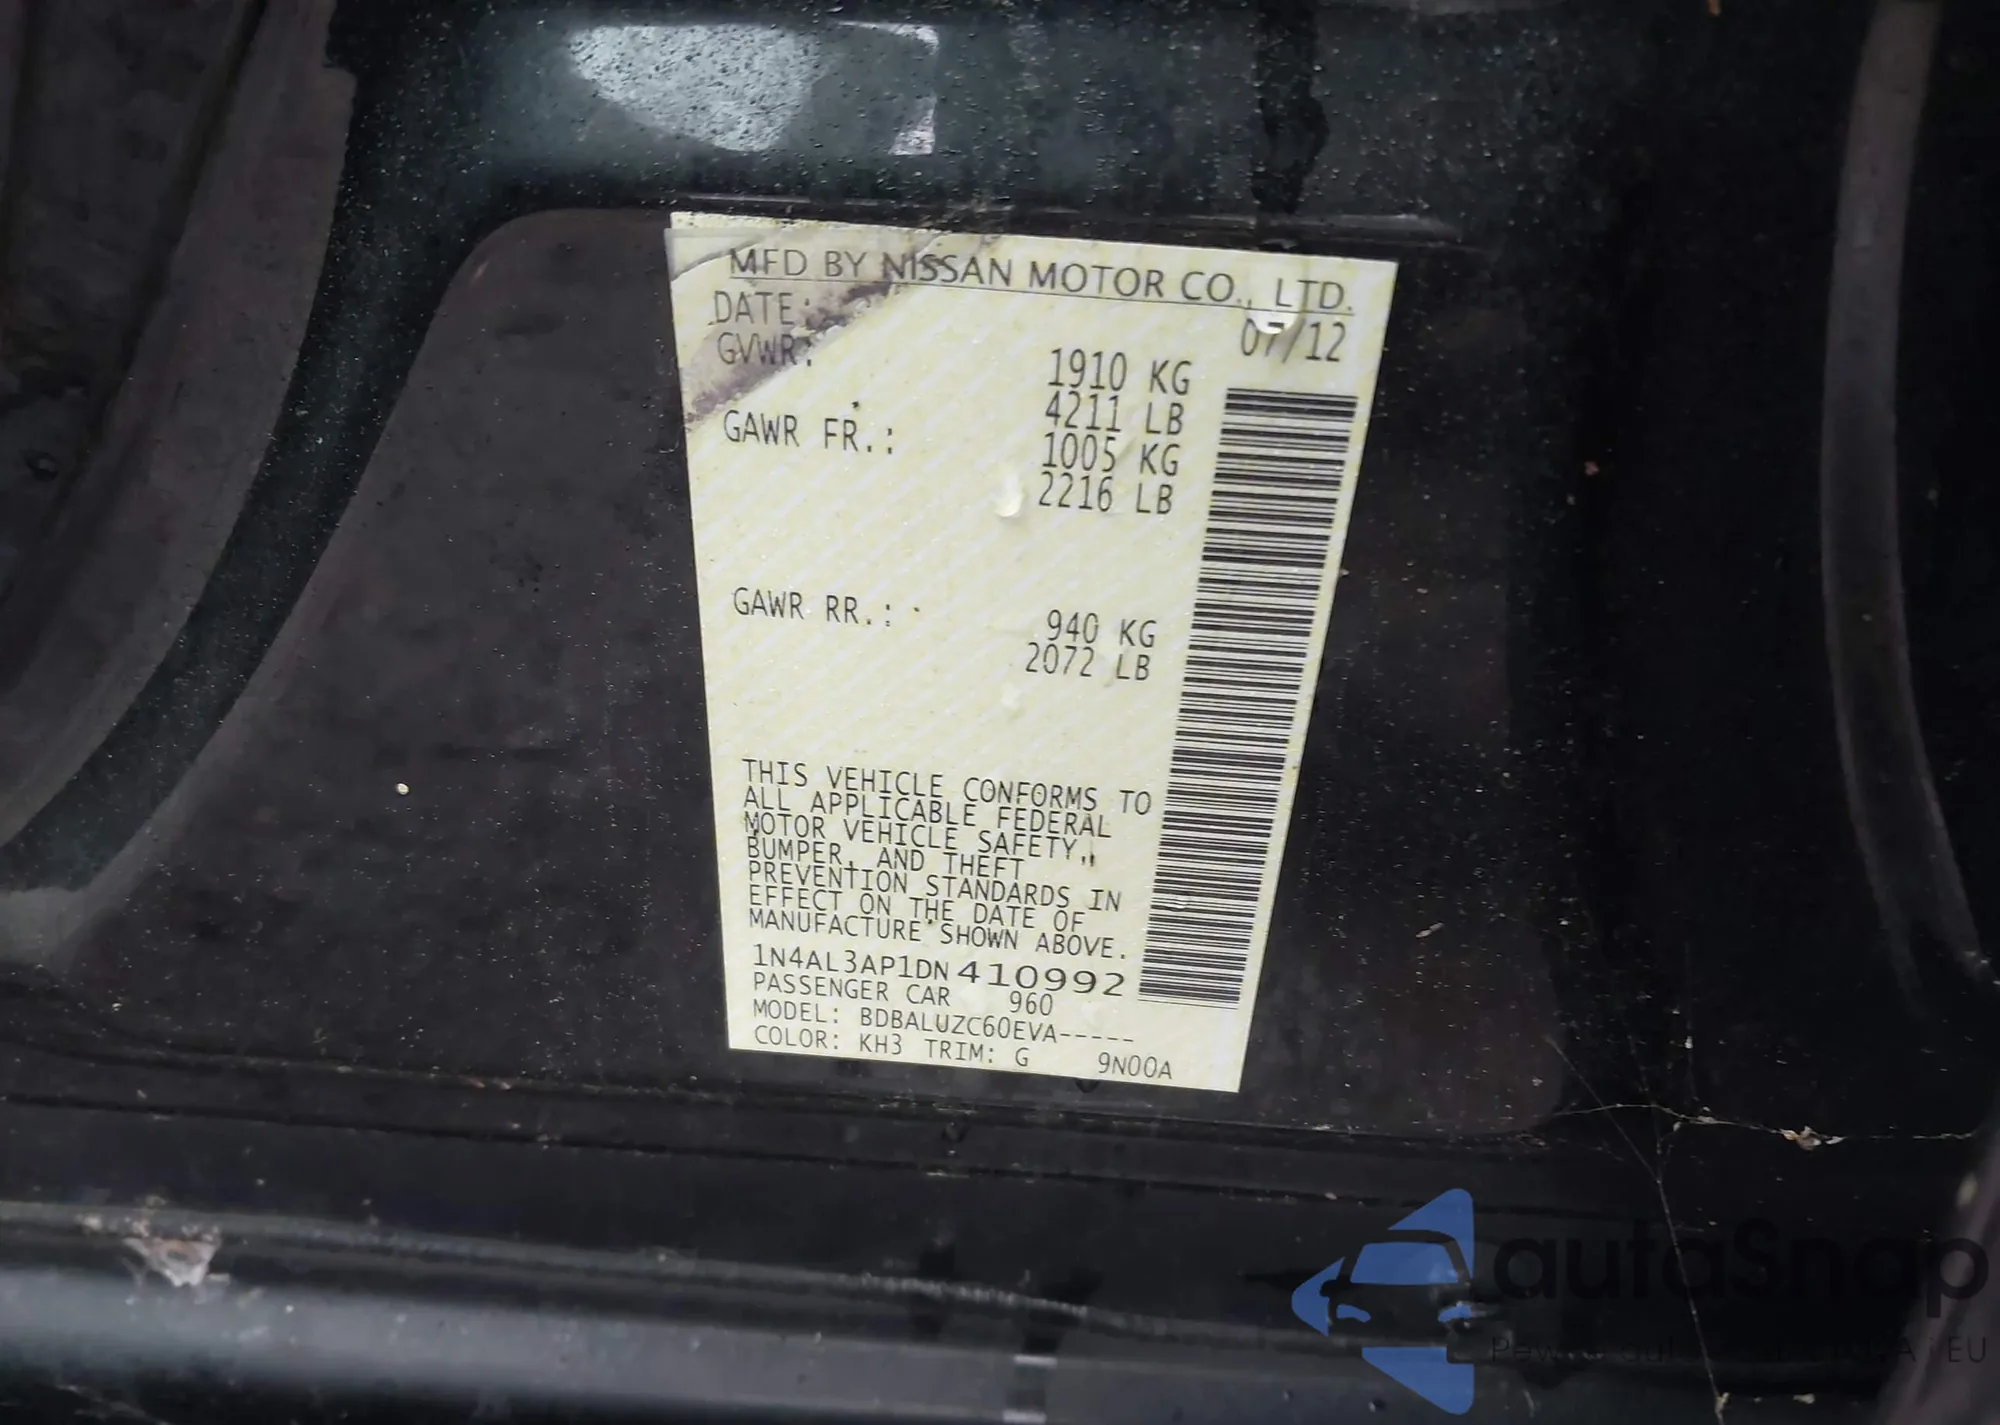 MFD BY NISSAN MOTOR CO., LTD.
DATE: 07/12
GVWR: 1910 KG
4211 LB
GAWR FR.: 1005 KG
2216 LB
GAWR RR.: 940 KG
2072 LB
THIS VEHICLE CONFORMS TO
ALL APPLICABLE FEDERAL
MOTOR VEHICLE SAFETY,
BUMPER, AND THEFT
PREVENTION STANDARDS IN
EFFECT ON THE DATE OF
MANUFACTURE SHOWN ABOVE.
1N4AL3AP1DN410992
PASSENGER CAR 960
MODEL: BDBALUZC60EVA-----
COLOR: KH3 TRIM: G 9N00A
autaSnap
EU